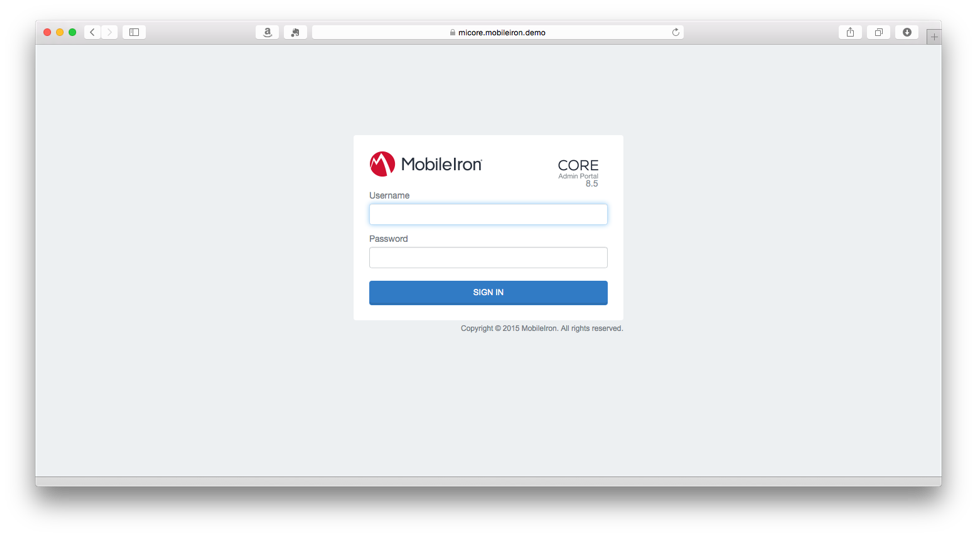 micore.mobileiron.demo
MobileIron
CORE
Admin Portal
8.5
Username
Password
SIGN IN
Copyright © 2015 MobileIron. All rights reserved.